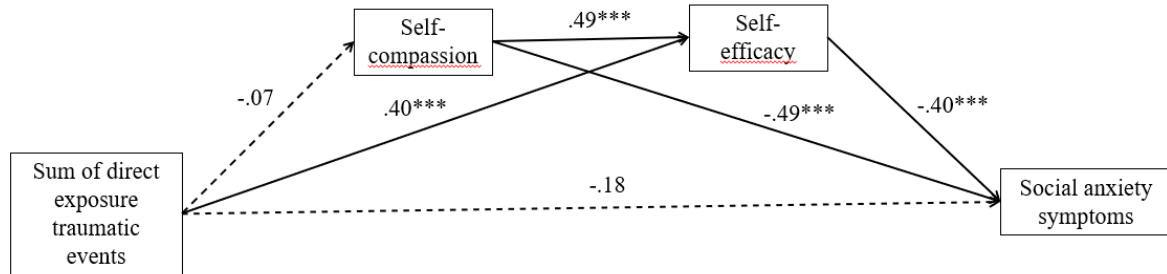 Self-
compassion
.49***
Self-
efficacy
-.07
.40***
-.49***
-.40***
Sum of direct
exposure
traumatic
events
-.18
Social anxiety
symptoms